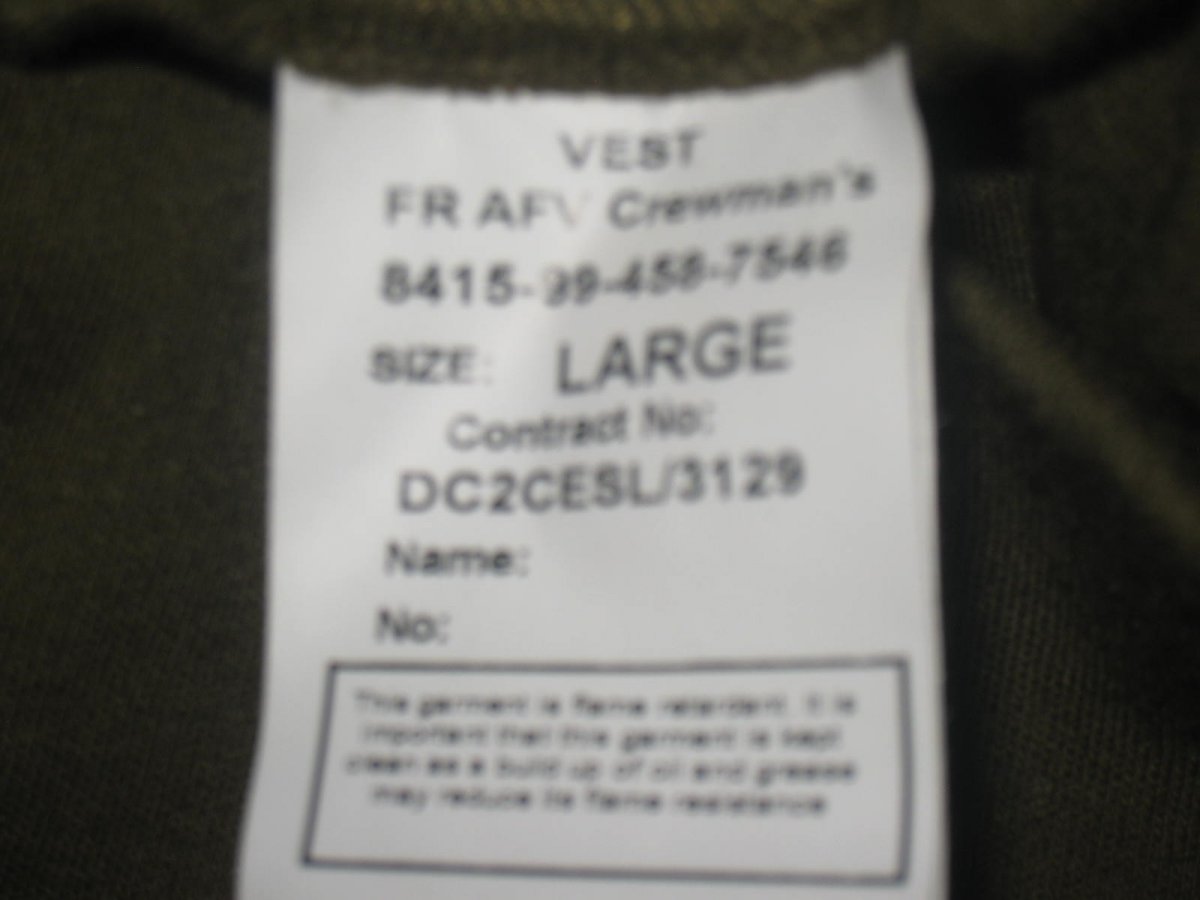 VEST
FR AFV Crewman's
8415-99-458-7546
SIZE: LARGE
Contract No:
DC2CESL/3129
Name:
No:
This garment is flame retardent. It is
important that this garment is kept
clean as a build up of oil and grease
may reduce its flame resistance